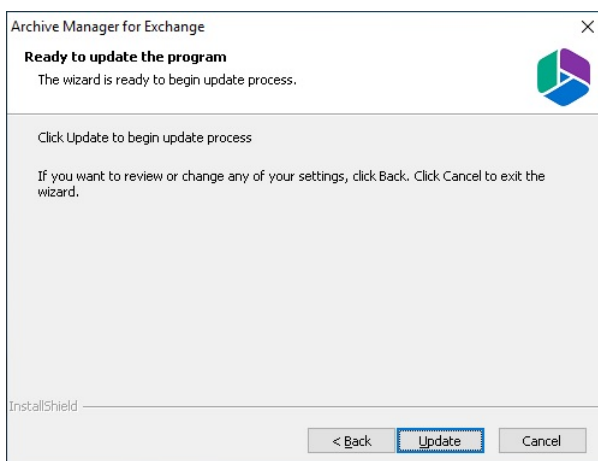 Archive Manager for Exchange
Ready to update the program
The wizard is ready to begin update process.
Click Update to begin update process
If you want to review or change any of your settings, click Back. Click Cancel to exit the
wizard.
InstallShield
< Back Update Cancel